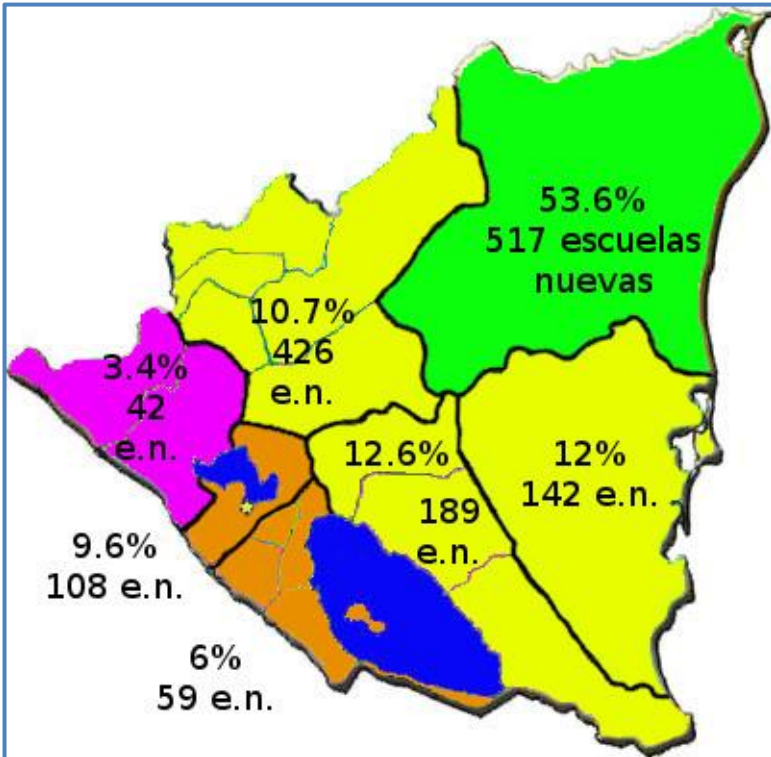 53.6%
517 escuelas
nuevas
10.7%
426
e.n.
3.4%
42
e.n.
12.6%
189
e.n.
12%
142 e.n.
9.6%
108 e.n.
6%
59 e.n.